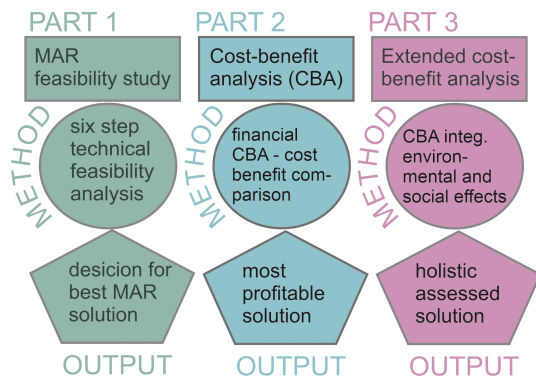 PART 1
MAR
feasibility study
METHOD
six step
technical
feasibility
analysis
desicion for
best MAR
solution
OUTPUT
PART 2
Cost-benefit
analysis (CBA)
METHOD
financial
CBA - cost
benefit com-
parison
most
profitable
solution
OUTPUT
PART 3
Extended cost-
benefit analysis
METHOD
CBA integ.
environ-
mental and
social effects
holistic
assessed
solution
OUTPUT